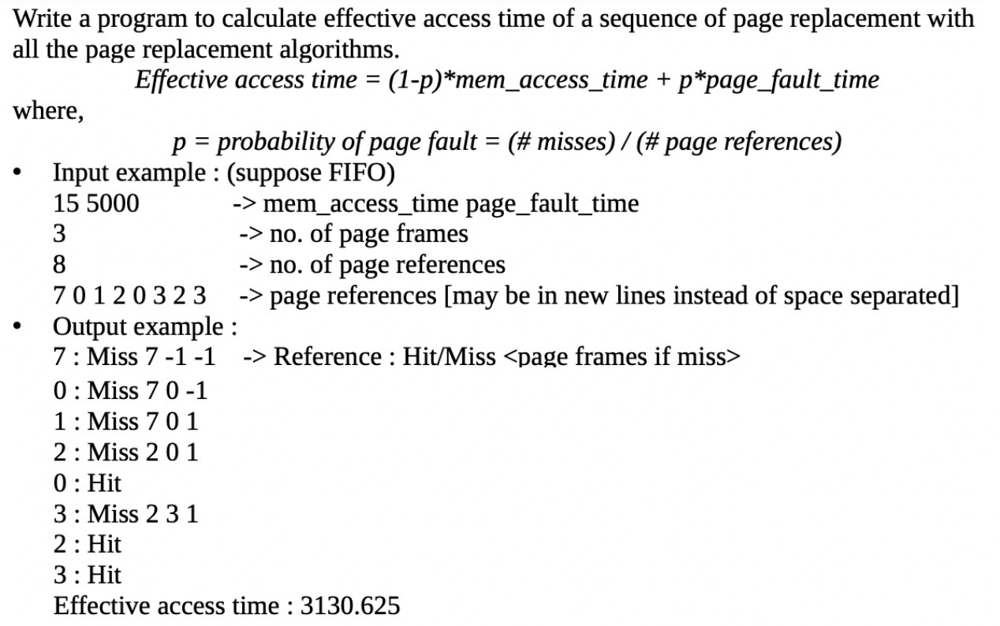 Write a program to calculate effective access time of a sequence of page replacement with
all the page replacement algorithms.
Effective access time = (1-p)*mem_access_time + p*page_fault_time
where,
p = probability of page fault = (# misses) / (# page references)
• Input example : (suppose FIFO)
15 5000 -> mem_access_time page_fault_time
3 -> no. of page frames
8 -> no. of page references
7 0 1 2 0 3 2 3 -> page references [may be in new lines instead of space separated]
• Output example :
7 : Miss 7 -1 -1 -> Reference : Hit/Miss <page frames if miss>
0 : Miss 7 0 -1
1 : Miss 7 0 1
2 : Miss 2 0 1
0 : Hit
3 : Miss 2 3 1
2 : Hit
3 : Hit
Effective access time : 3130.625